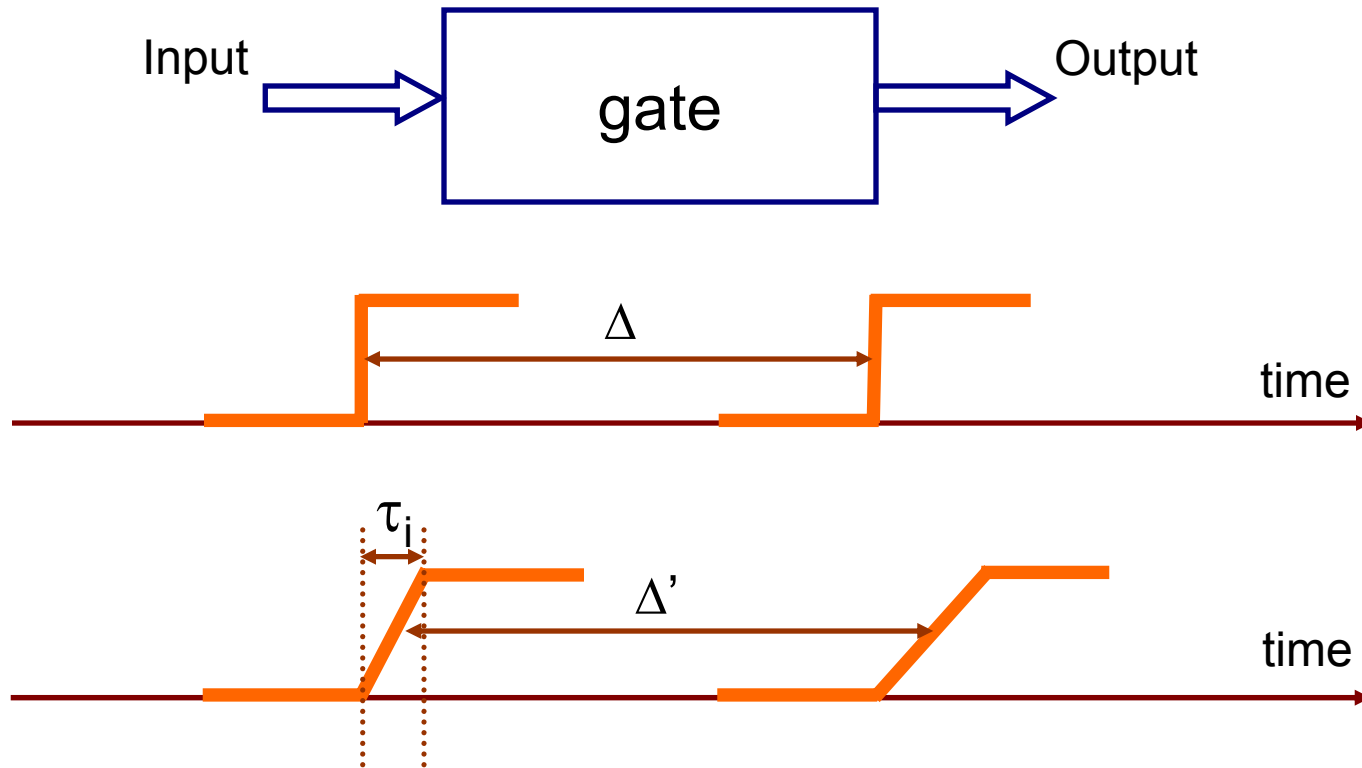 Input
gate
Output
Δ
time
τi
Δ’
time